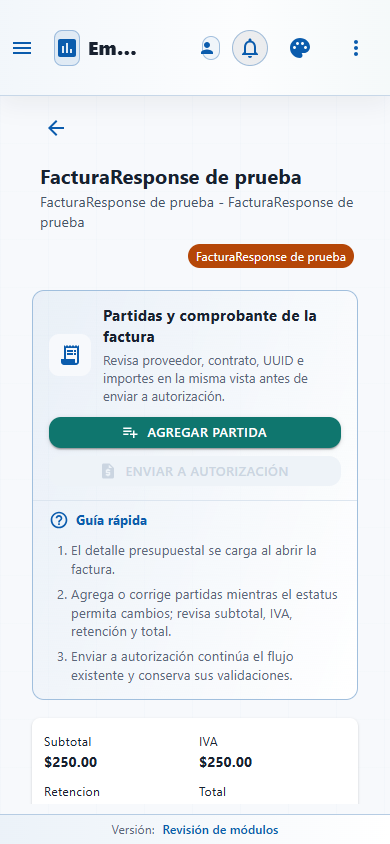 Em...
FacturaResponse de prueba
FacturaResponse de prueba - FacturaResponse de
prueba
FacturaResponse de prueba
Partidas y comprobante de la
factura
Revisa proveedor, contrato, UUID e
importes en la misma vista antes de
enviar a autorización.
AGREGAR PARTIDA
ENVIAR A AUTORIZACIÓN
Guía rápida
1. El detalle presupuestal se carga al abrir la
factura.
2. Agrega o corrige partidas mientras el estatus
permita cambios; revisa subtotal, IVA,
retención y total.
3. Enviar a autorización continúa el flujo
existente y conserva sus validaciones.
Subtotal IVA
$250.00 $250.00
Retencion Total
Versión: Revisión de módulos